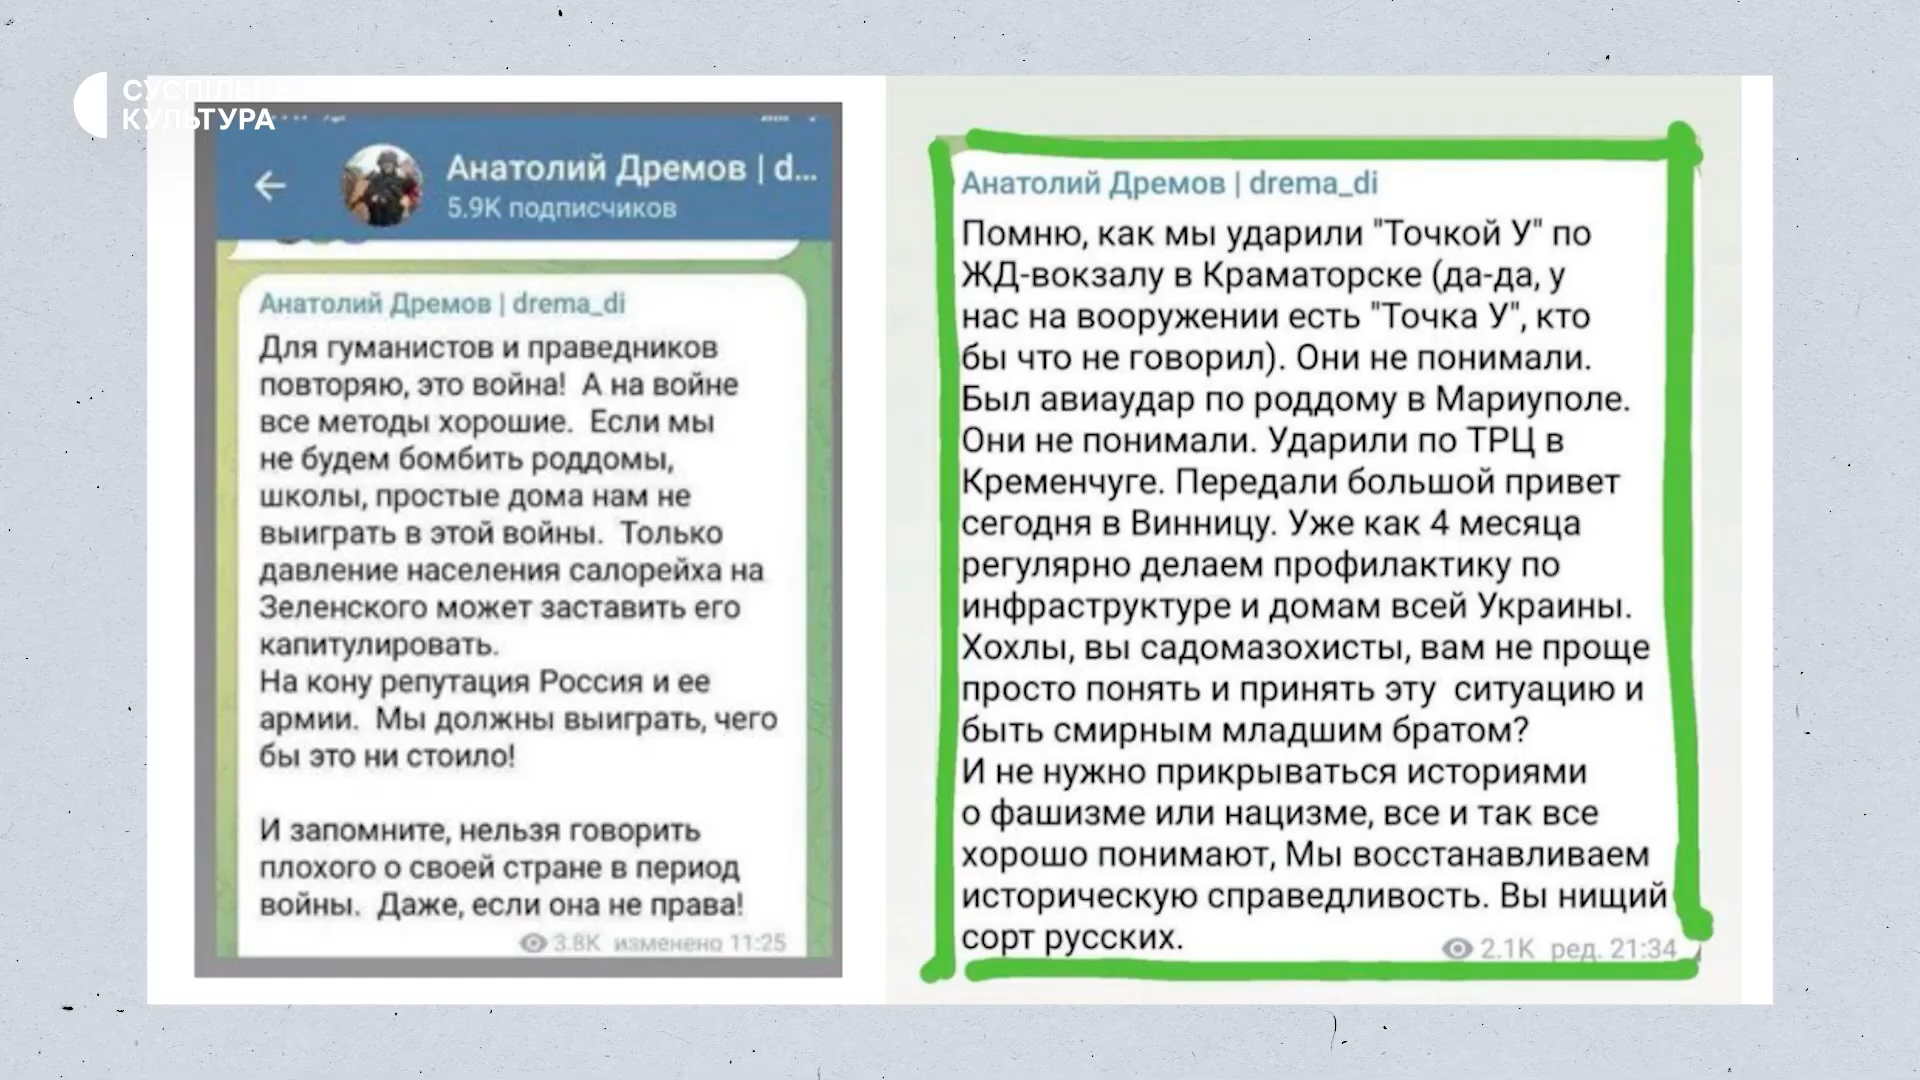 СУСПІЛЬНЕ
КУЛЬТУРА
Анатолий Дремов | d...
5.9K подписчиков
Анатолий Дремов | drema_di
Для гуманистов и праведников
повторяю, это война! А на войне
все методы хорошие. Если мы
не будем бомбить роддомы,
школы, простые дома нам не
выиграть в этой войны. Только
давление населения салорейха на
Зеленского может заставить его
капитулировать.
На кону репутация Россия и ее
армии. Мы должны выиграть, чего
бы это ни стоило!
И запомните, нельзя говорить
плохого о своей стране в период
войны. Даже, если она не права!
3.8K изменено 11:25
Анатолий Дремов | drema_di
Помню, как мы ударили "Точкой У" по
ЖД-вокзалу в Краматорске (да-да, у
нас на вооружении есть "Точка У", кто
бы что не говорил). Они не понимали.
Был авиаудар по роддому в Мариуполе.
Они не понимали. Ударили по ТРЦ в
Кременчуге. Передали большой привет
сегодня в Винницу. Уже как 4 месяца
регулярно делаем профилактику по
инфраструктуре и домам всей Украины.
Хохлы, вы садомазохисты, вам не проще
просто понять и принять эту ситуацию и
быть смирным младшим братом?
И не нужно прикрываться историями
о фашизме или нацизме, все и так все
хорошо понимают, Мы восстанавливаем
историческую справедливость. Вы нищий
сорт русских.
2.1K ред. 21:34